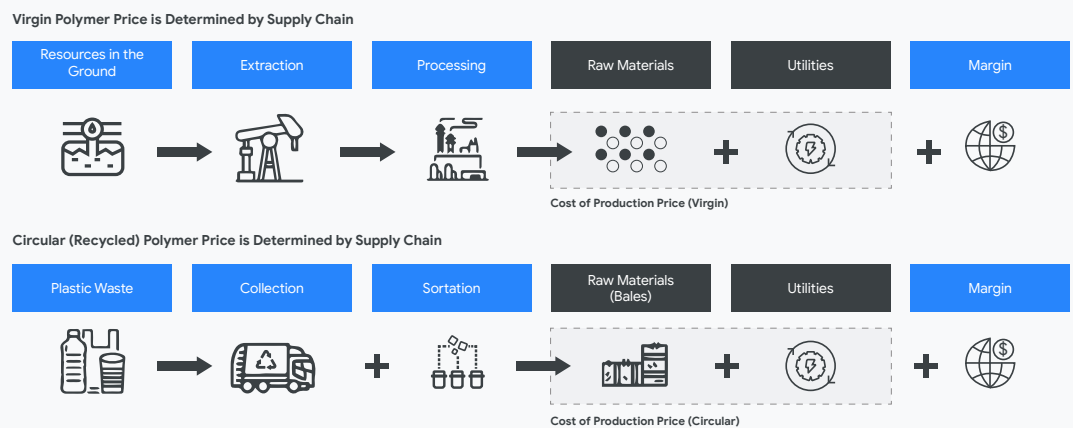 Virgin Polymer Price is Determined by Supply Chain
Resources in the
Ground
Extraction
Processing
Raw Materials
Utilities
Margin
$
Cost of Production Price (Virgin)
Circular (Recycled) Polymer Price is Determined by Supply Chain
Plastic Waste
Collection
Sortation
Raw Materials
(Bales)
Utilities
Margin
$
Cost of Production Price (Circular)